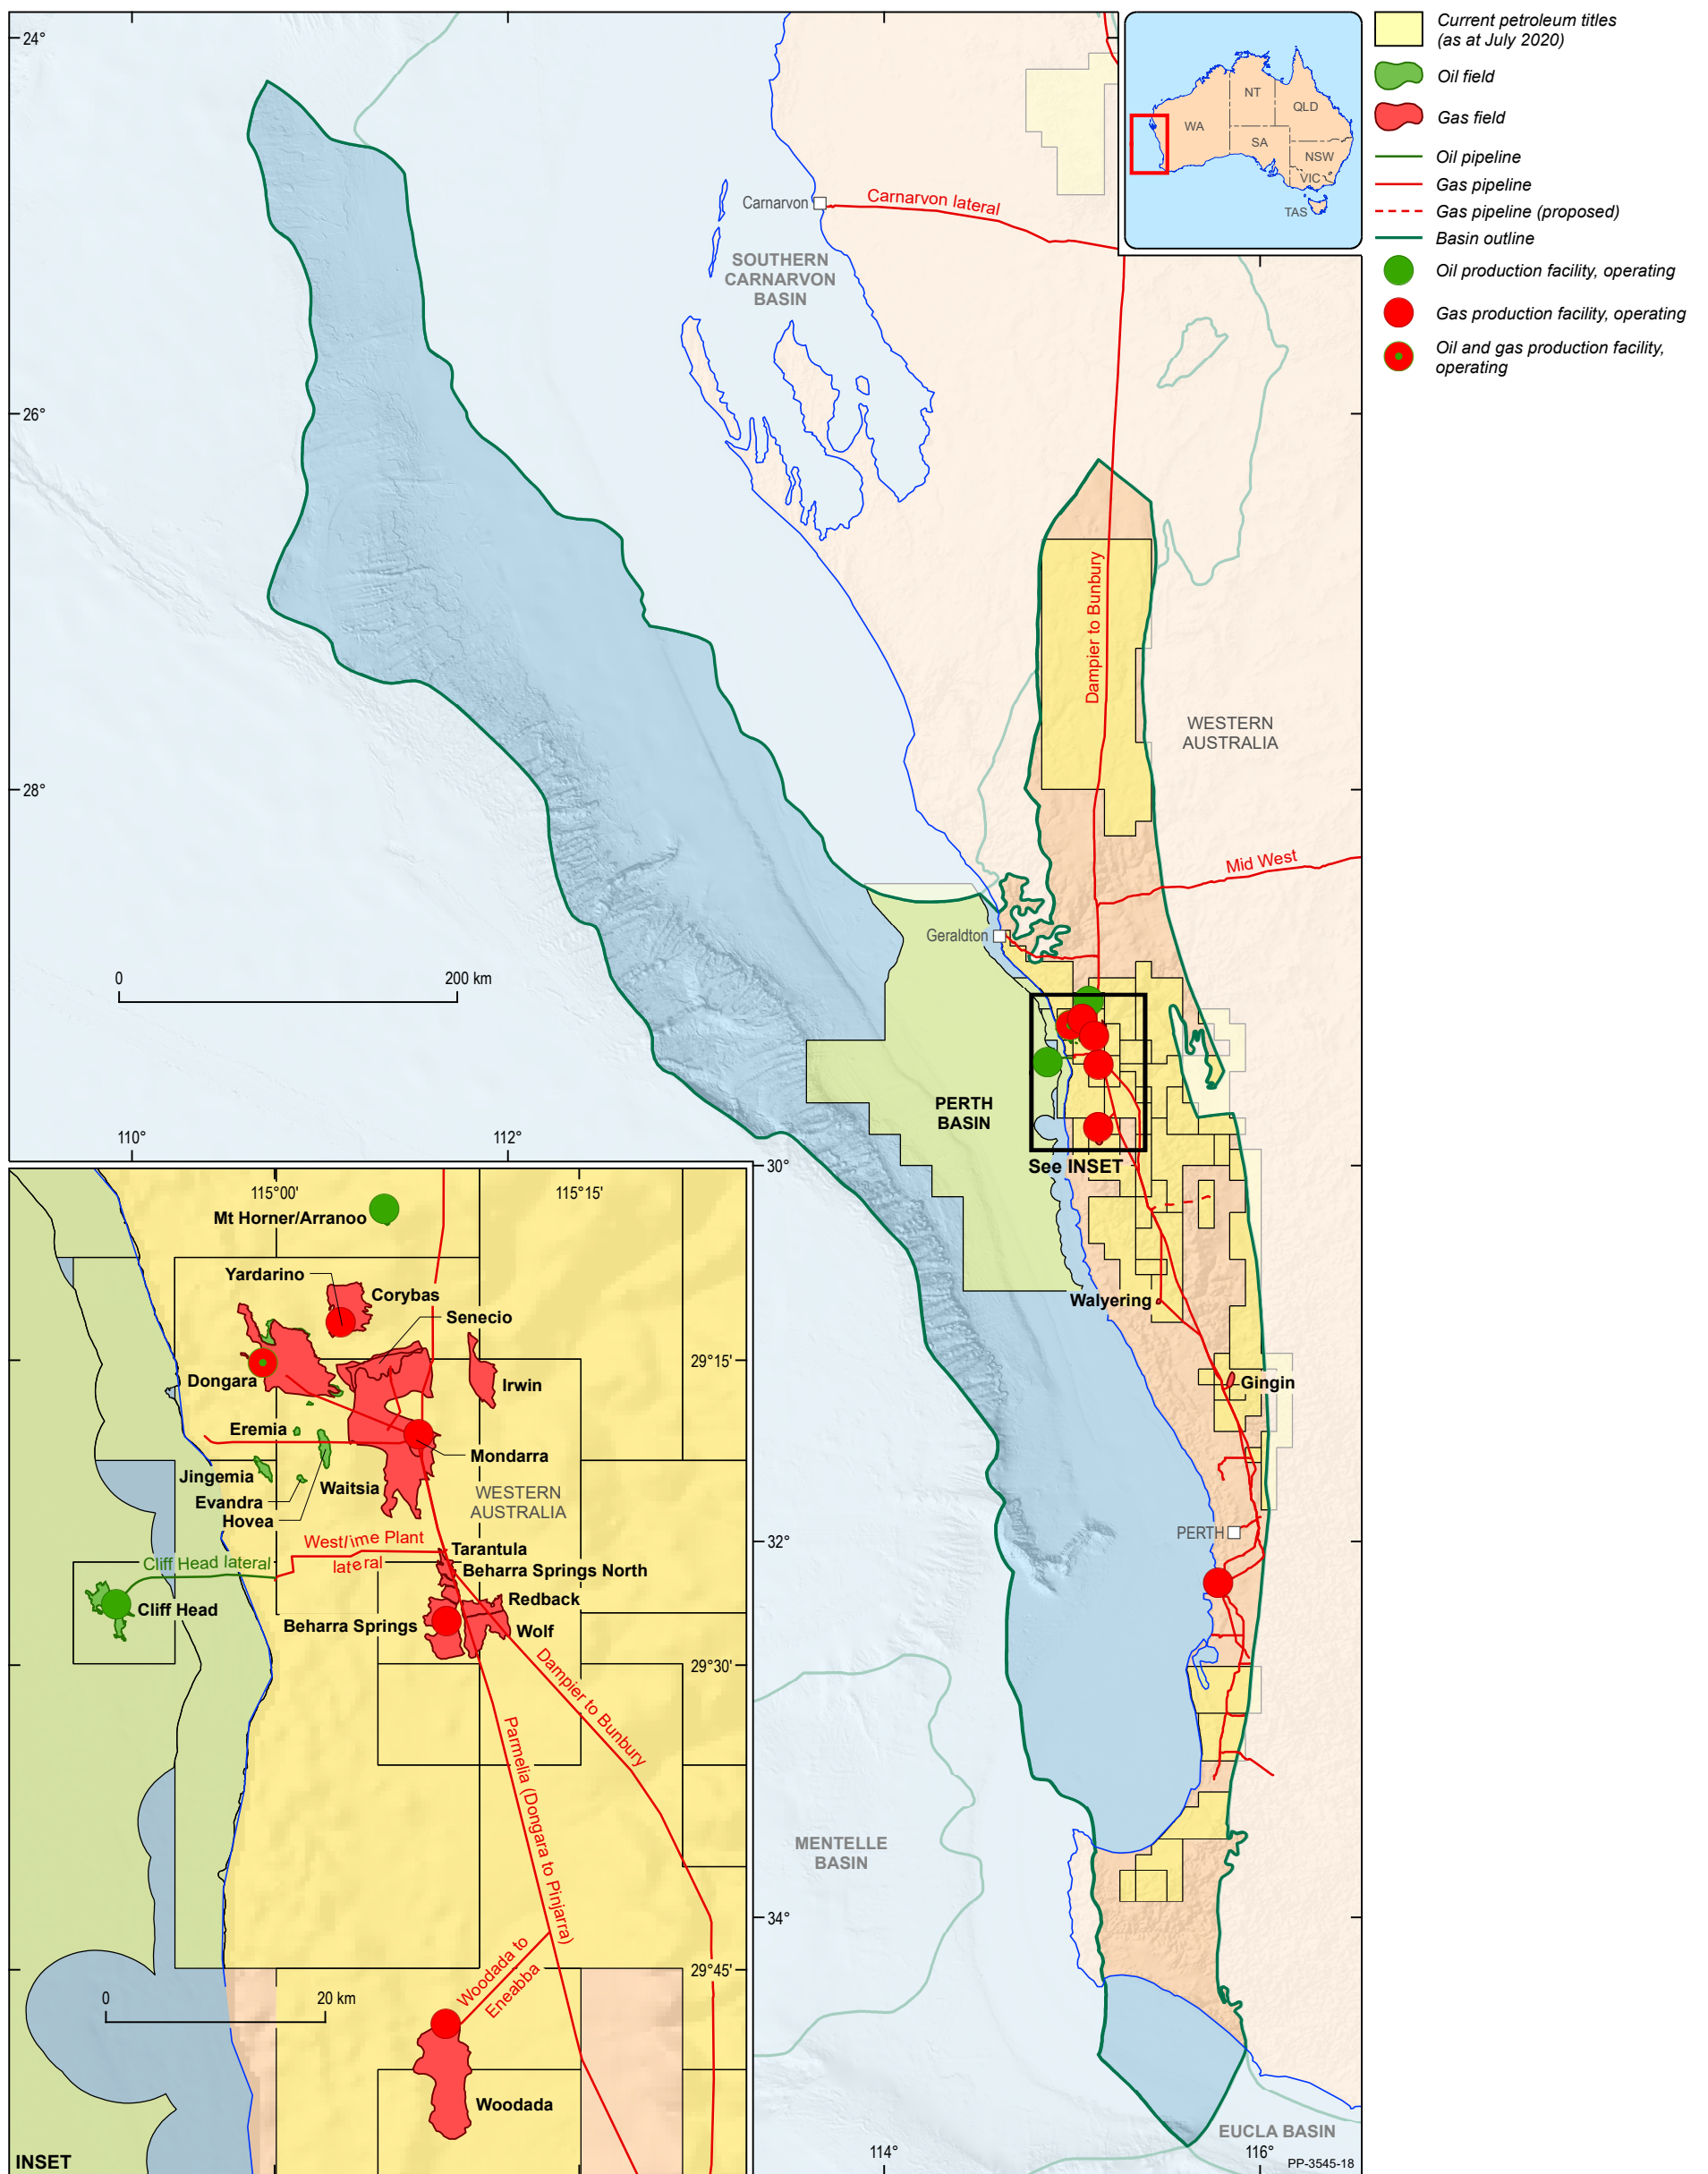 24°
26°
28°
30°
32°
34°
110°
112°
114°
116°
Current petroleum titles
(as at July 2020)
Oil field
Gas field
Oil pipeline
Gas pipeline
Gas pipeline (proposed)
Basin outline
Oil production facility, operating
Gas production facility, operating
Oil and gas production facility,
operating
NT
QLD
WA
SA
NSW
VIC
TAS
Carnarvon
Carnarvon lateral
SOUTHERN
CARNARVON
BASIN
Dampier to Bunbury
WESTERN
AUSTRALIA
Mid West
Geraldton
0
200 km
PERTH
BASIN
See INSET
Walyering
Gingin
PERTH
MENTELLE
BASIN
EUCLA BASIN
PP-3545-18
115°00'
115°15'
Mt Horner/Arranoo
Yardarino
Corybas
Senecio
29°15'
Dongara
Irwin
Eremia
Mondarra
Jingemia
Waitsia
WESTERN
AUSTRALIA
Evandra
Hovea
West/ime Plant
lateral
Tarantula
Cliff Head lateral
Beharra Springs North
Redback
Cliff Head
Beharra Springs
Wolf
29°30'
Dampier to Bunbury
Parmelia (Dongara to Pinjarra)
Woodada to
Eneabba
29°45'
0
20 km
Woodada
INSET